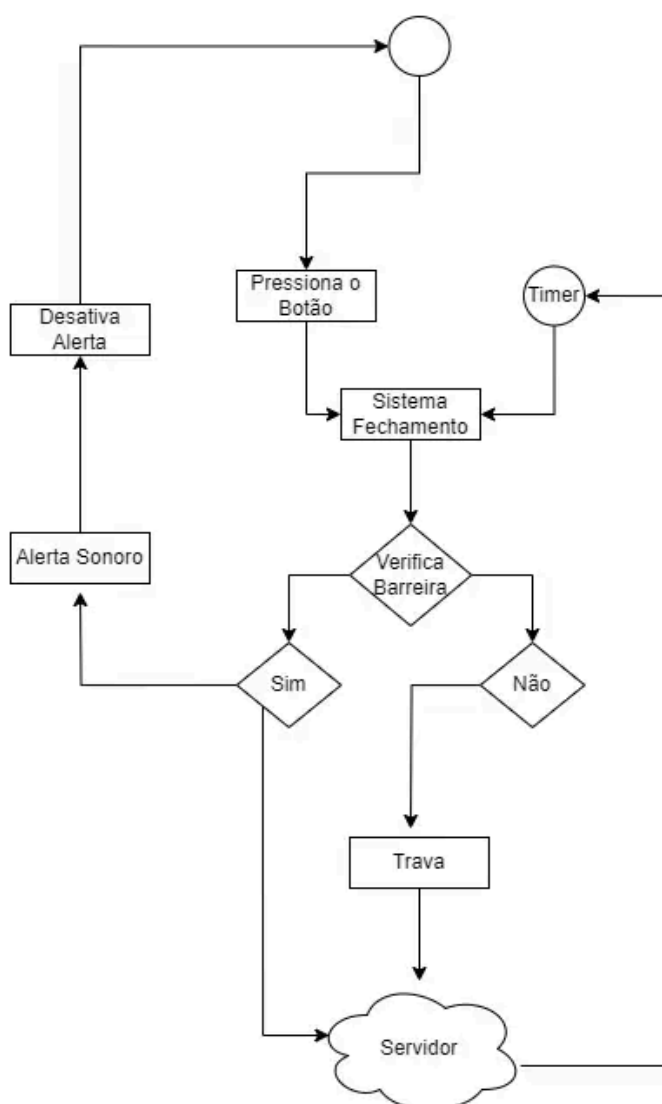 Pressiona o
Botão
Timer
Desativa
Alerta
Sistema
Fechamento
Alerta Sonoro
Verifica
Barreira
Sim
Não
Trava
Servidor